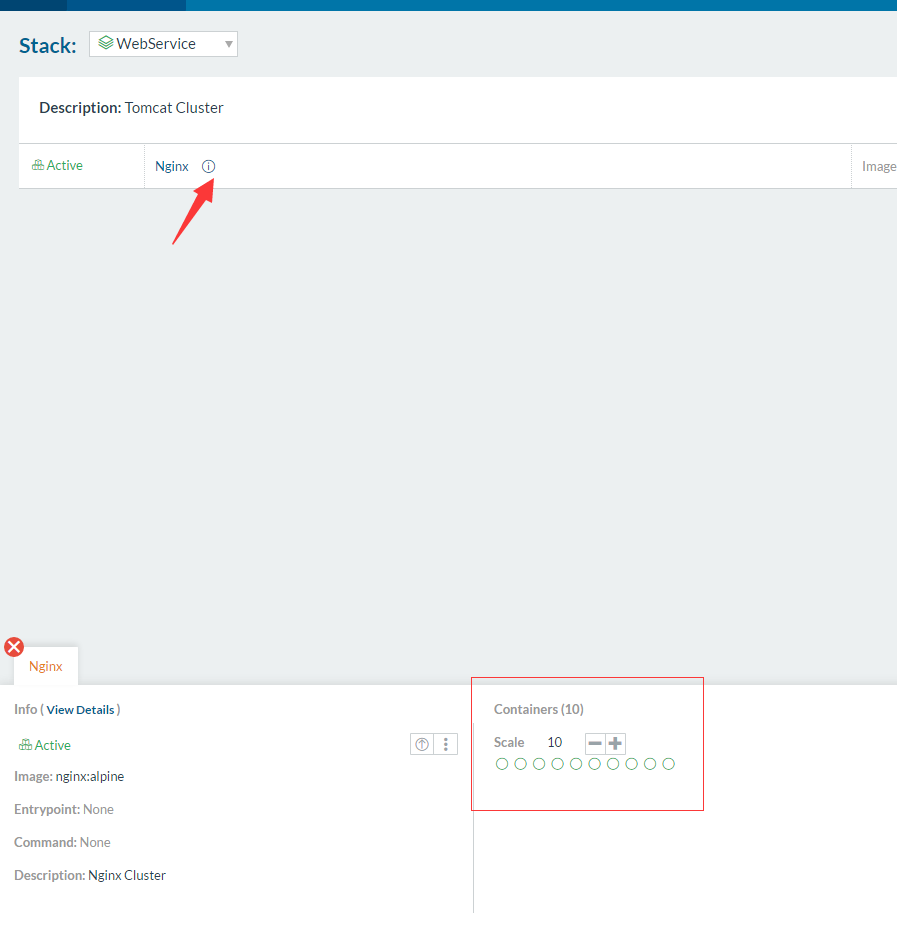 Stack: WebService
Description: Tomcat Cluster
Active Nginx Image
Nginx
Info ( View Details )
Active
Image: nginx:alpine
Entrypoint: None
Command: None
Description: Nginx Cluster
Containers (10)
Scale 10